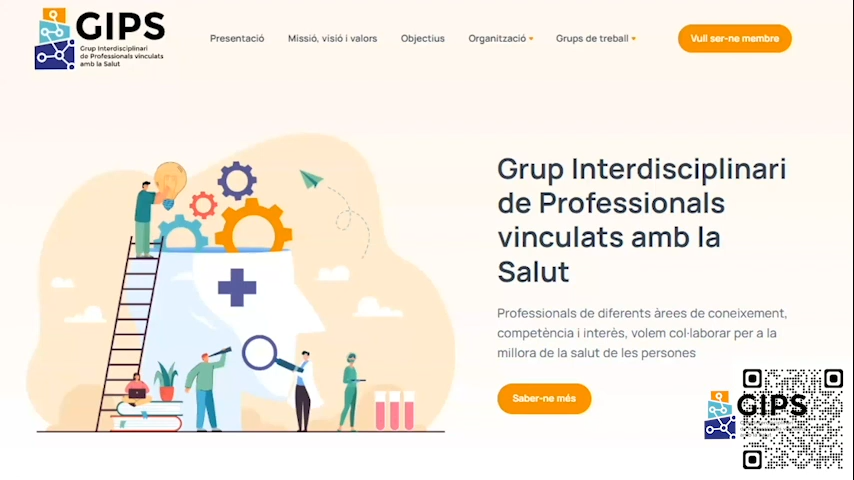 GIPS
Grup Interdisciplinari
de Professionals vinculats
amb la Salut
Presentació
Missió, visió i valors
Objectius
Organització
Grups de treball
Vull ser-ne membre
Grup Interdisciplinari
de Professionals
vinculats amb la
Salut
Professionals de diferents àrees de coneixement,
competència i interès, volem col·laborar per a la
millora de la salut de les persones
Saber-ne més
GIPS